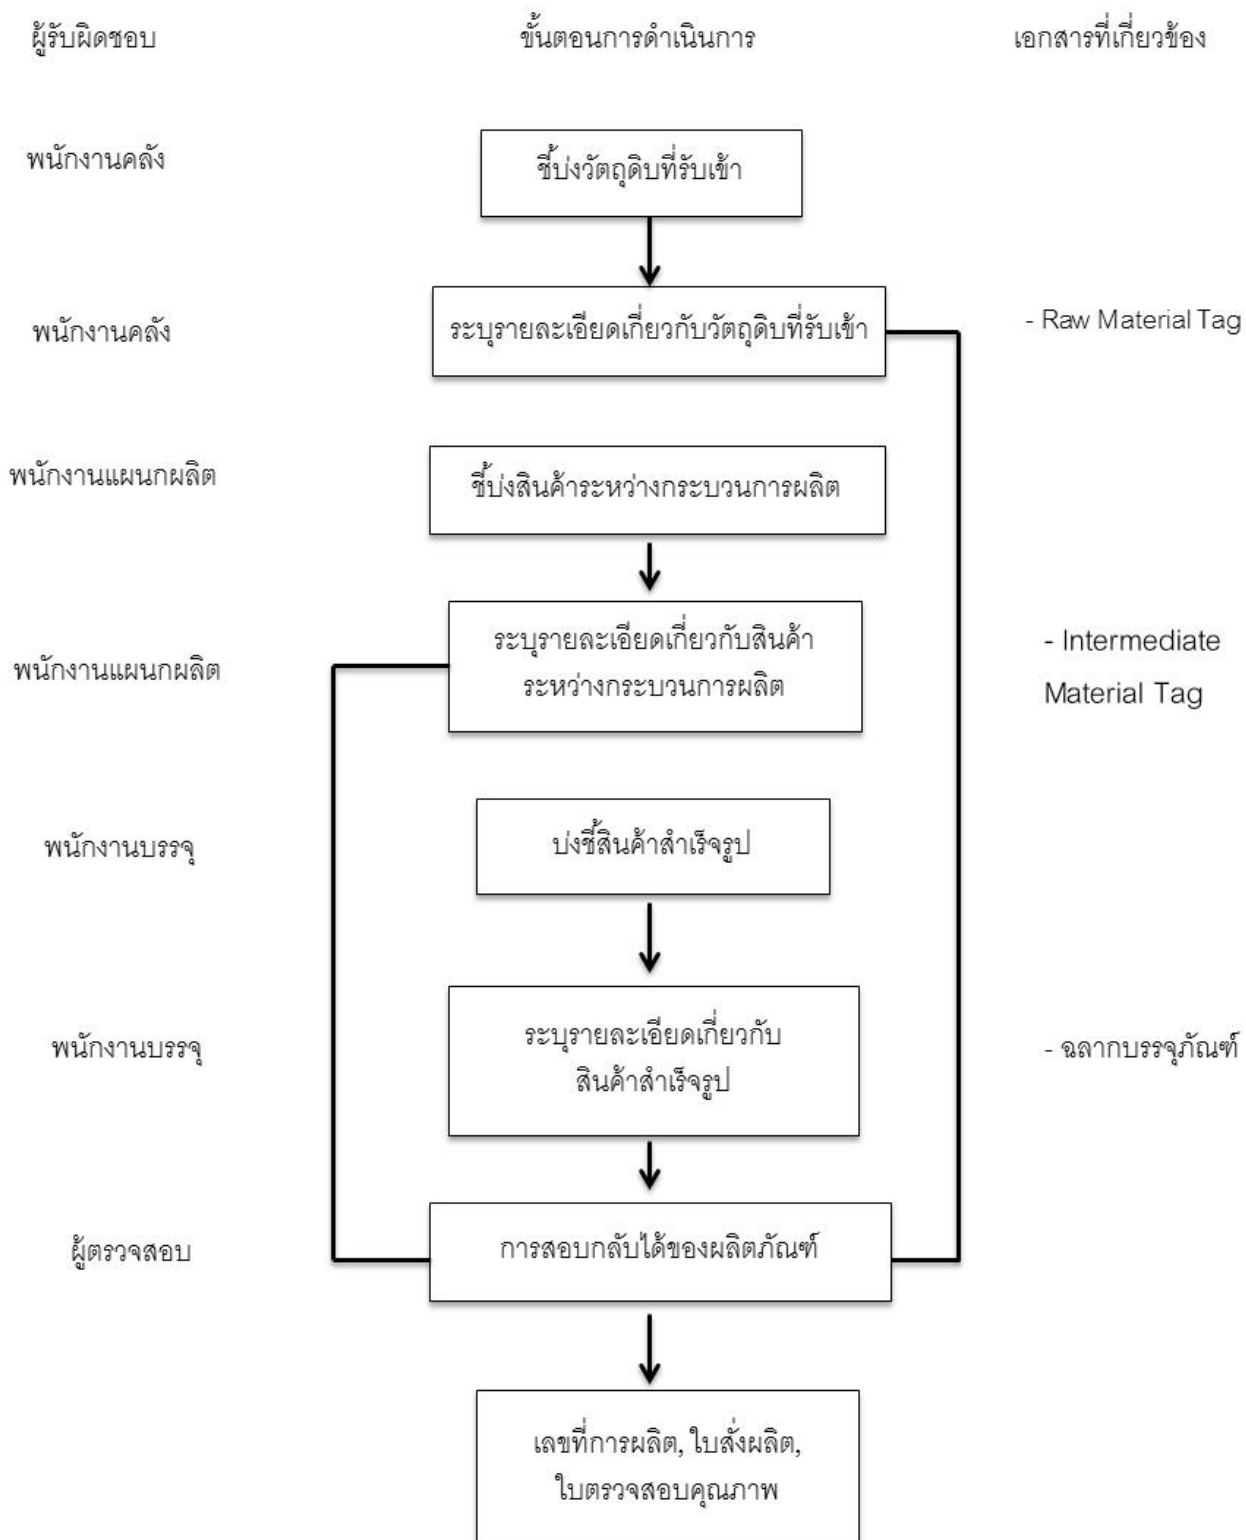 ผู้รับผิดชอบ ขั้นตอนการดำเนินการ เอกสารที่เกี่ยวข้อง
พนักงานคลัง ชี้บ่งวัตถุดิบที่รับเข้า
พนักงานคลัง ระบุรายละเอียดเกี่ยวกับวัตถุดิบที่รับเข้า - Raw Material Tag
พนักงานแผนกผลิต ชี้บ่งสินค้าระหว่างกระบวนการผลิต
พนักงานแผนกผลิต
ระบุรายละเอียดเกี่ยวกับสินค้า
ระหว่างกระบวนการผลิต
- Intermediate
Material Tag
พนักงานบรรจุ บ่งชี้สินค้าสำเร็จรูป
พนักงานบรรจุ
ระบุรายละเอียดเกี่ยวกับ
สินค้าสำเร็จรูป
- ฉลากบรรจุภัณฑ์
ผู้ตรวจสอบ การสอบกลับได้ของผลิตภัณฑ์
เลขที่การผลิต, ใบสั่งผลิต,
ใบตรวจสอบคุณภาพ